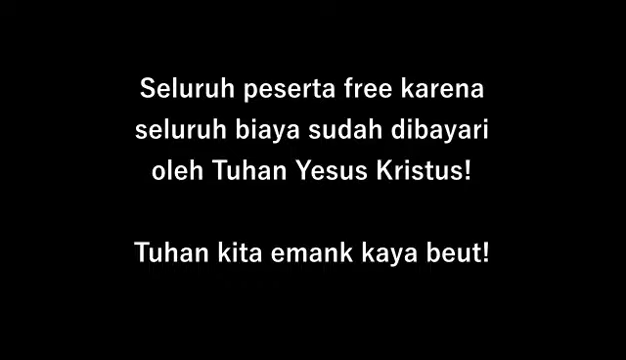 Seluruh peserta free karena
seluruh biaya sudah dibayari
oleh Tuhan Yesus Kristus!
Tuhan kita emank kaya beut!